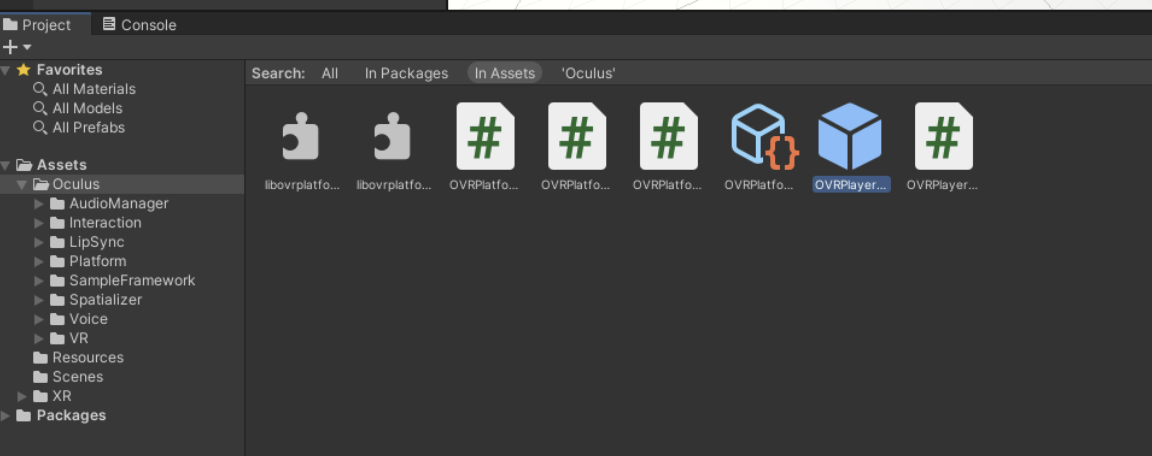 Project Console
Favorites
All Materials
All Models
All Prefabs
Assets
Oculus
AudioManager
Interaction
LipSync
Platform
SampleFramework
Spatializer
Voice
VR
Resources
Scenes
XR
Packages
Search: All In Packages In Assets 'Oculus'
libovrplatfo... libovrplatfo... OVRPlatfo... OVRPlatfo... OVRPlatfo... OVRPlatfo... OVRPlayer... OVRPlayer...